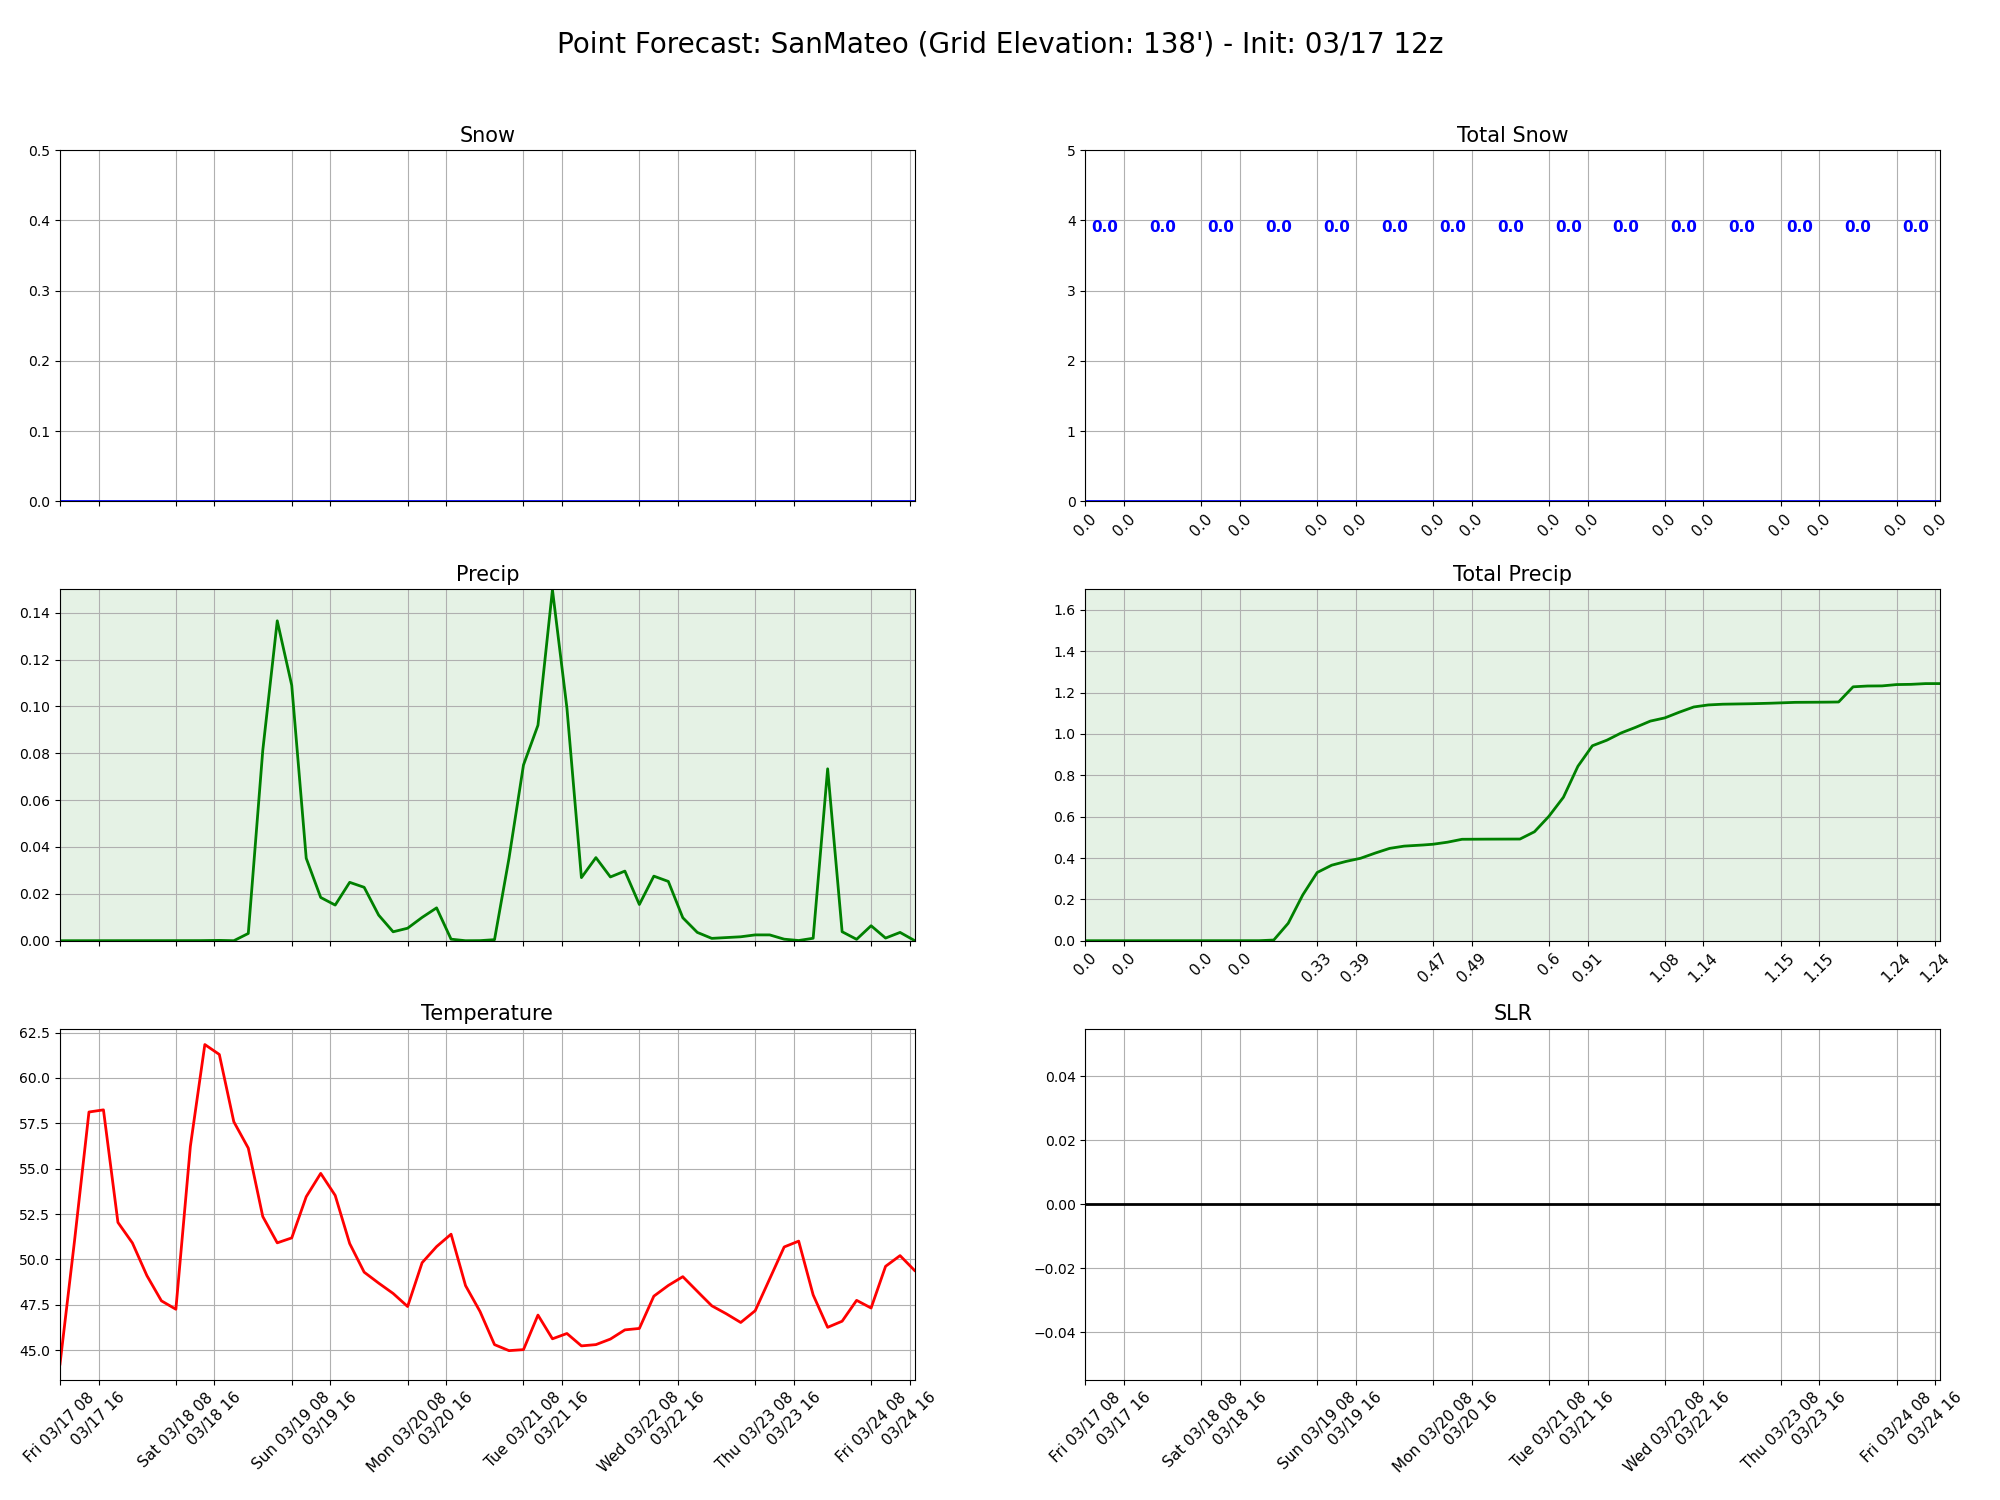 Point Forecast: SanMateo (Grid Elevation: 138') - Init: 03/17 12z
Snow
0.5
0.4
0.3
0.2
0.1
0.0
Total Snow
5
4
3
2
1
0
0.0 0.0 0.0 0.0 0.0 0.0 0.0 0.0 0.0 0.0 0.0 0.0 0.0 0.0 0.0
0.0 0.0 0.0 0.0 0.0 0.0 0.0 0.0 0.0 0.0 0.0 0.0 0.0 0.0 0.0 0.0
Precip
0.14
0.12
0.10
0.08
0.06
0.04
0.02
0.00
Total Precip
1.6
1.4
1.2
1.0
0.8
0.6
0.4
0.2
0.0
0.0 0.0 0.0 0.0 0.33 0.39 0.47 0.49 0.6 0.91 1.08 1.14 1.15 1.15 1.24 1.24
Temperature
62.5
60.0
57.5
55.0
52.5
50.0
47.5
45.0
Fri 03/17 08
03/17 16
Sat 03/18 08
03/18 16
Sun 03/19 08
03/19 16
Mon 03/20 08
03/20 16
Tue 03/21 08
03/21 16
Wed 03/22 08
03/22 16
Thu 03/23 08
03/23 16
Fri 03/24 08
03/24 16
SLR
0.04
0.02
0.00
−0.02
−0.04
Fri 03/17 08
03/17 16
Sat 03/18 08
03/18 16
Sun 03/19 08
03/19 16
Mon 03/20 08
03/20 16
Tue 03/21 08
03/21 16
Wed 03/22 08
03/22 16
Thu 03/23 08
03/23 16
Fri 03/24 08
03/24 16